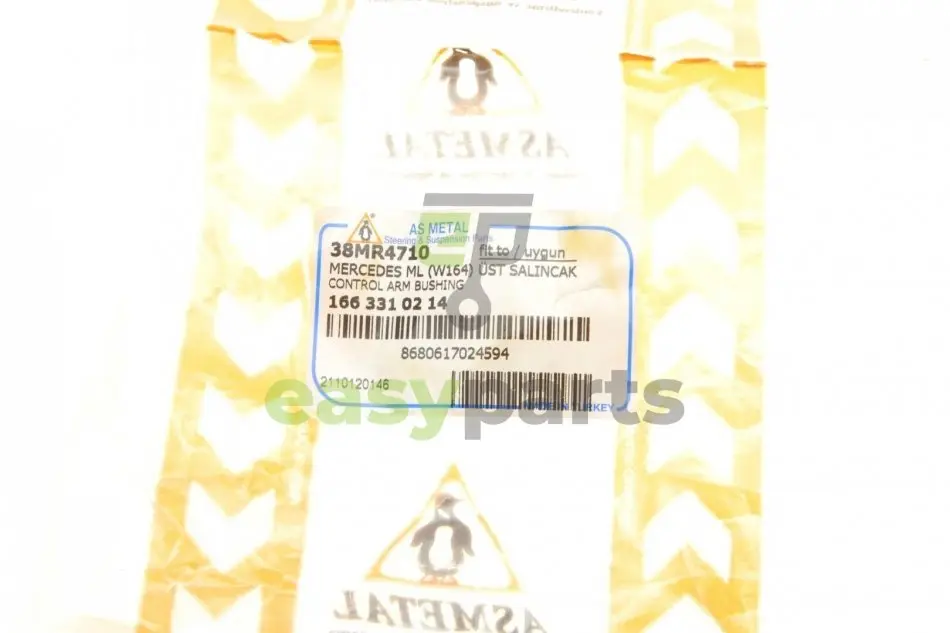 ASMETAL
AS METAL
Steering & Suspension Parts
38MR4710 fit to / uygun
MERCEDES ML (W164) ÜST SALINCAK
CONTROL ARM BUSHING
166 331 02 14
8680617024594
2110120146
MADE IN TURKEY
easyparts
ASMETAL